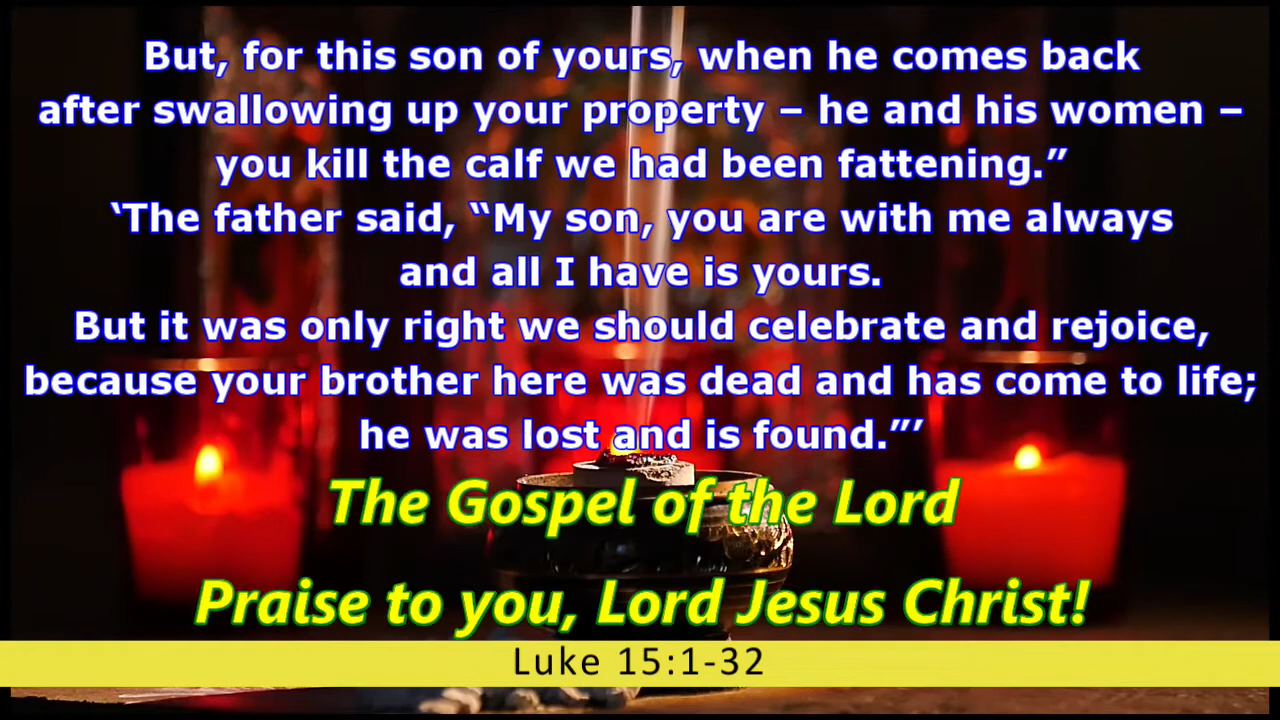 But, for this son of yours, when he comes back
after swallowing up your property – he and his women –
you kill the calf we had been fattening.”
‘The father said, “My son, you are with me always
and all I have is yours.
But it was only right we should celebrate and rejoice,
because your brother here was dead and has come to life;
he was lost and is found.”’
The Gospel of the Lord
Praise to you, Lord Jesus Christ!
Luke 15:1-32